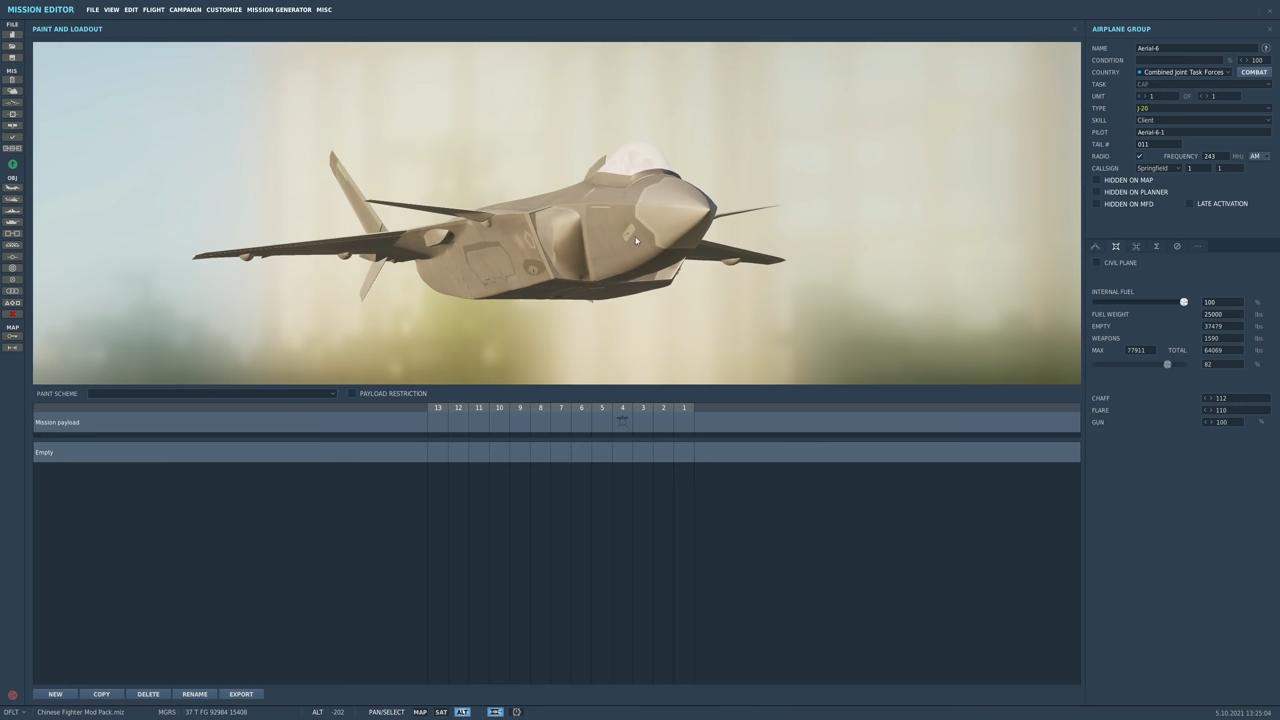 MISSION EDITOR FILE VIEW EDIT FLIGHT CAMPAIGN CUSTOMIZE MISSION GENERATOR MISC
FILE
MIS
OBJ
MAP
PAINT AND LOADOUT
PAINT SCHEME PAYLOAD RESTRICTION
13 12 11 10 9 8 7 6 5 4 3 2 1
Mission payload
Empty
NEW COPY DELETE RENAME EXPORT
AIRPLANE GROUP
NAME Aerial-6 ?
CONDITION % <> 100
COUNTRY Combined Joint Task Forces COMBAT
TASK CAP
UNIT <> 1 OF <> 1
TYPE J-20
SKILL Client
PILOT Aerial-6-1
TAIL # 011
RADIO FREQUENCY 243 MHz AM
CALLSIGN Springfield 1 1
HIDDEN ON MAP
HIDDEN ON PLANNER
HIDDEN ON MFD LATE ACTIVATION
CIVIL PLANE
INTERNAL FUEL
100 %
FUEL WEIGHT 25000 lbs
EMPTY 37479 lbs
WEAPONS 1590 lbs
MAX 77911 TOTAL 64069 lbs
82 %
CHAFF <> 112
FLARE <> 110
GUN <> 100 %
DFLT Chinese Fighter Mod Pack.miz MGRS 37 T FG 92984 15408 ALT -202 PAN/SELECT MAP SAT ALT 5.10.2021 13:25:04